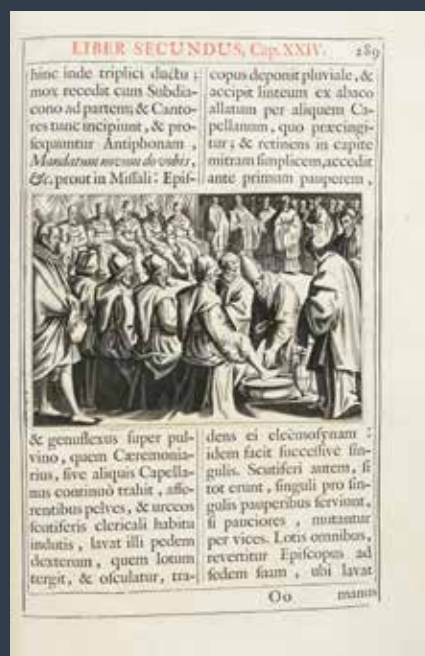 LIBER SECUNDUS, Cap. XXIV. 289
hinc inde triplici ductu ;
mox recedit cum Subdia-
cono ad partem; & Canto-
res tunc incipiunt, & pro-
sequuntur Antiphonam,
Mandatum novum do vobis,
&c. prout in Missali: Epis-
copus deponit pluviale, &
accipit linteum ex abaco
allatum per aliquem Ca-
pellanum, quo præcingi-
tur ; & retinens in capite
mitram simplicem, accedit
ante primum pauperem,
& genuflexus super pul-
vino, quem Cæremonia-
rius, sive aliquis Capella-
nus continuò trahit, affe-
rentibus pelves, & urceos
scutiferis clericali habitu
indutis, lavat illi pedem
dexterum, quem lotum
tergit, & osculatur, tra-
dens ei eleemosynam :
idem facit successivè sin-
gulis. Scutiferi autem, si
tot erunt, singuli pro sin-
gulis pauperibus serviunt,
si pauciores, mutantur
per vices. Lotis omnibus,
revertitur Episcopus ad
sedem suam, ubi lavat
Oo manus